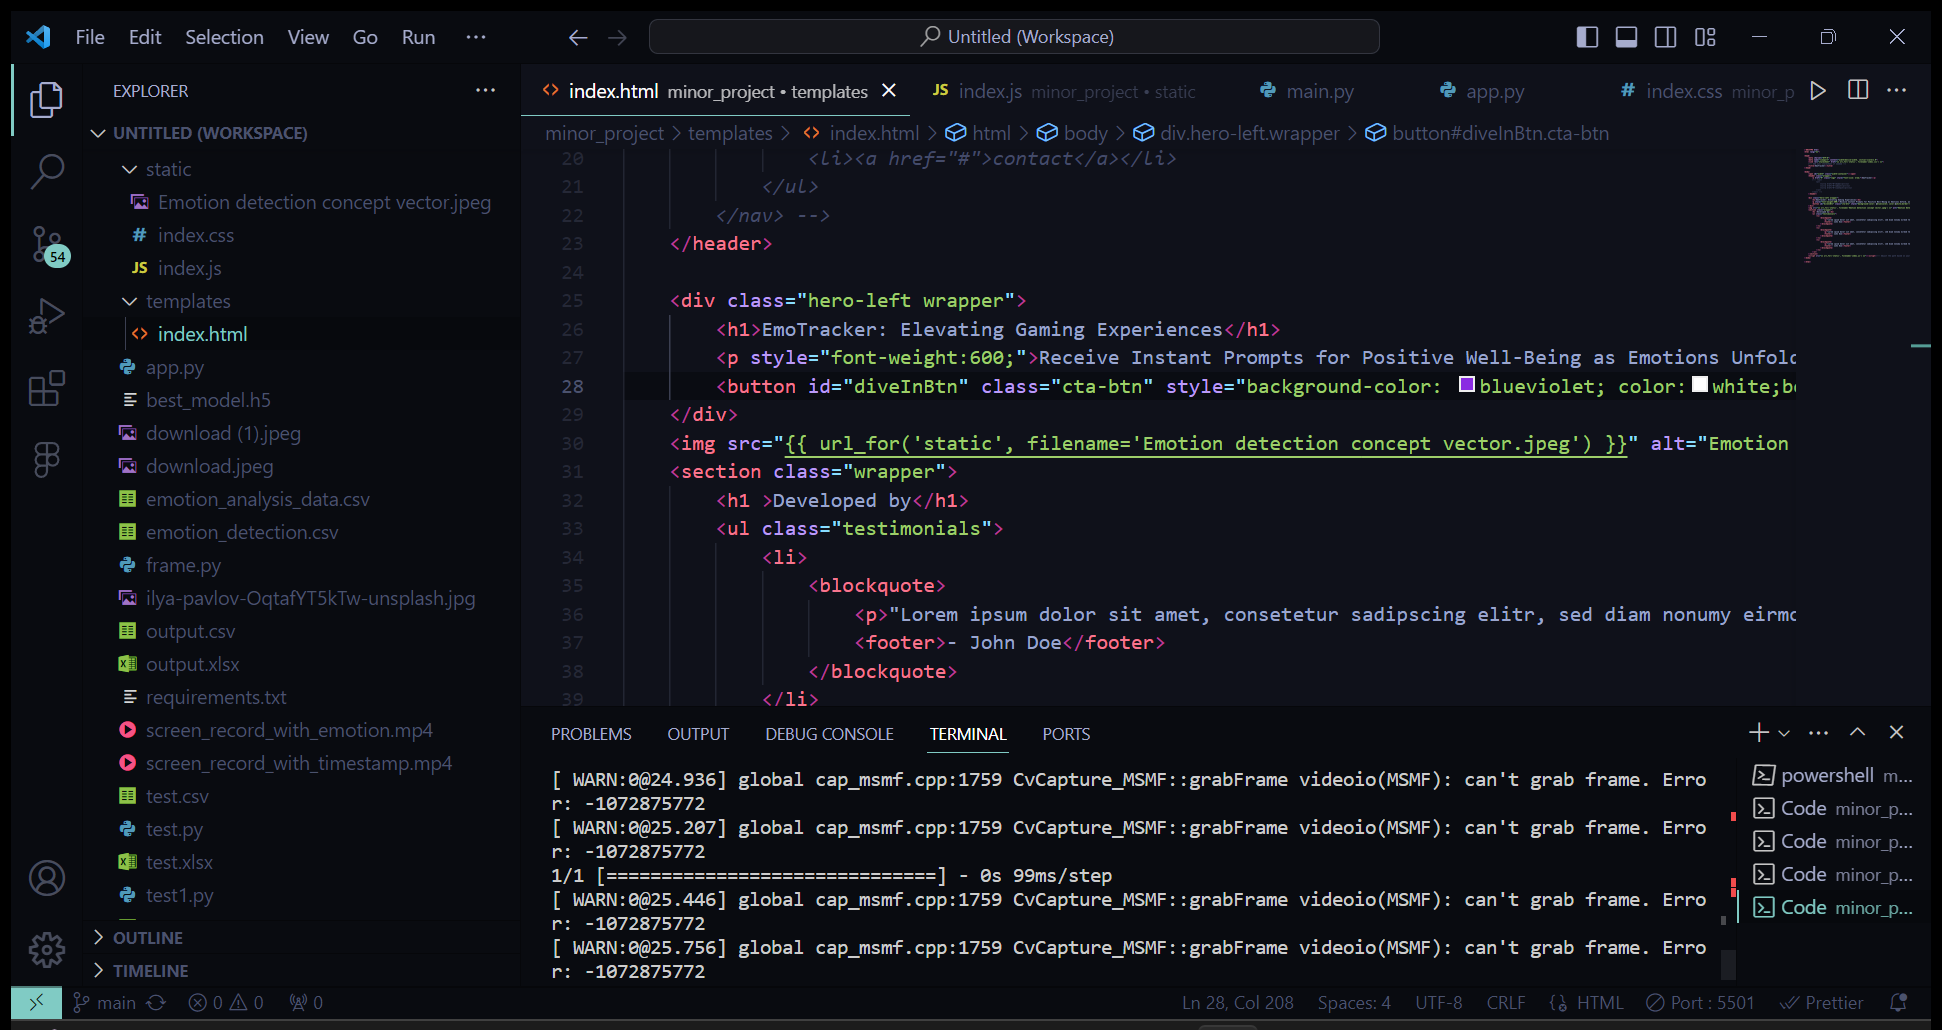 File Edit Selection View Go Run ···
Untitled (Workspace)
EXPLORER ···
UNTITLED (WORKSPACE)
static
Emotion detection concept vector.jpeg
# index.css
JS index.js
templates
<> index.html
app.py
best_model.h5
download (1).jpeg
download.jpeg
emotion_analysis_data.csv
emotion_detection.csv
frame.py
ilya-pavlov-OqtafYT5kTw-unsplash.jpg
output.csv
output.xlsx
requirements.txt
screen_record_with_emotion.mp4
screen_record_with_timestamp.mp4
test.csv
test.py
test.xlsx
test1.py
OUTLINE
TIMELINE
54
<> index.html minor_project • templates
JS index.js minor_project • static
main.py
app.py
# index.css minor_p
minor_project > templates > <> index.html > html > body > div.hero-left.wrapper > button#diveInBtn.cta-btn
20 <li><a href="#">contact</a></li>
21 </ul>
22 </nav> -->
23 </header>
24
25 <div class="hero-left wrapper">
26 <h1>EmoTracker: Elevating Gaming Experiences</h1>
27 <p style="font-weight:600;">Receive Instant Prompts for Positive Well-Being as Emotions Unfol
28 <button id="diveInBtn" class="cta-btn" style="background-color: blueviolet; color:white;b
29 </div>
30 <img src="{{ url_for('static', filename='Emotion detection concept vector.jpeg') }}" alt="Emotion
31 <section class="wrapper">
32 <h1 >Developed by</h1>
33 <ul class="testimonials">
34 <li>
35 <blockquote>
36 <p>"Lorem ipsum dolor sit amet, consetetur sadipscing elitr, sed diam nonumy eirmo
37 <footer>- John Doe</footer>
38 </blockquote>
39 </li>
PROBLEMS OUTPUT DEBUG CONSOLE TERMINAL PORTS
[ WARN:0@24.936] global cap_msmf.cpp:1759 CvCapture_MSMF::grabFrame videoio(MSMF): can't grab frame. Erro
r: -1072875772
[ WARN:0@25.207] global cap_msmf.cpp:1759 CvCapture_MSMF::grabFrame videoio(MSMF): can't grab frame. Erro
r: -1072875772
1/1 [==============================] - 0s 99ms/step
[ WARN:0@25.446] global cap_msmf.cpp:1759 CvCapture_MSMF::grabFrame videoio(MSMF): can't grab frame. Erro
r: -1072875772
[ WARN:0@25.756] global cap_msmf.cpp:1759 CvCapture_MSMF::grabFrame videoio(MSMF): can't grab frame. Erro
r: -1072875772
powershell m...
Code minor_p...
Code minor_p...
Code minor_p...
Code minor_p...
main 0 0 0
Ln 28, Col 208 Spaces: 4 UTF-8 CRLF HTML Port : 5501 Prettier